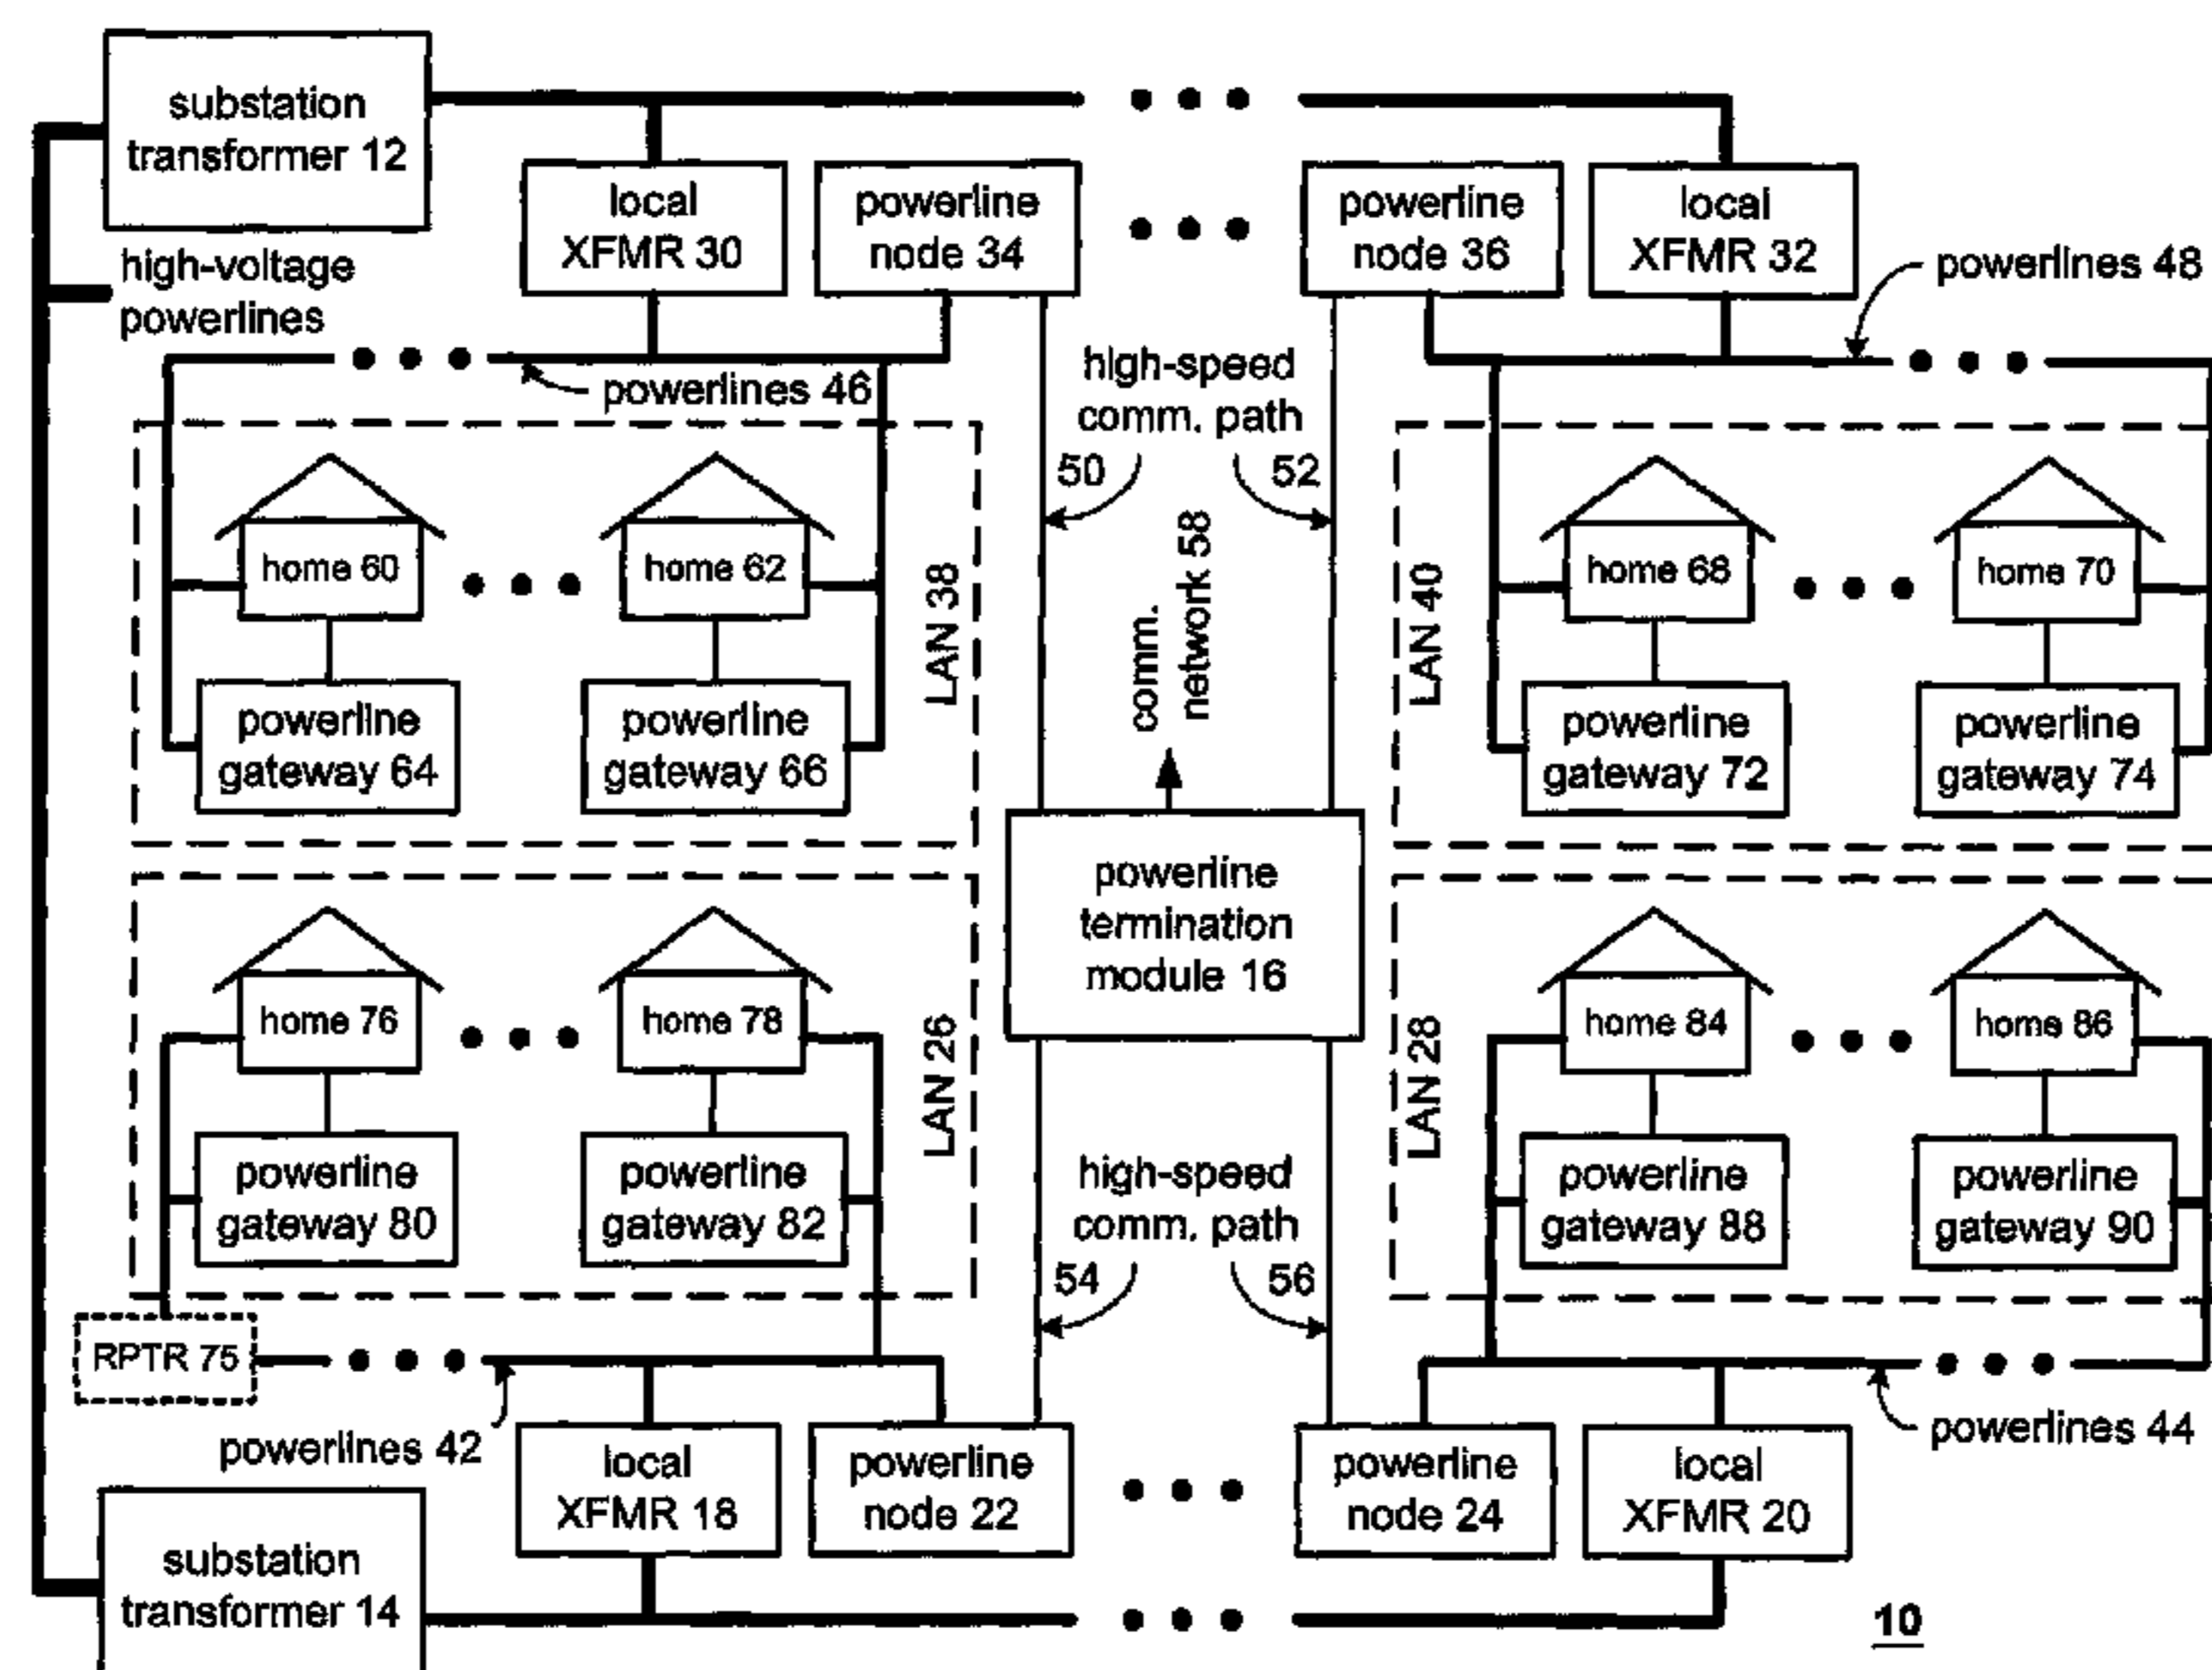 substation
transformer 12
high-voltage
powerlines
local
XFMR 30
powerline
node 34
powerline
node 36
local
XFMR 32
powerlines 48
powerlines 46
high-speed
comm. path
50
52
home 60
home 62
LAN 38
powerline
gateway 64
powerline
gateway 66
comm.
network 58
LAN 40
home 68
home 70
powerline
gateway 72
powerline
gateway 74
powerline
termination
module 16
home 76
home 78
LAN 26
powerline
gateway 80
powerline
gateway 82
LAN 28
home 84
home 86
powerline
gateway 88
powerline
gateway 90
high-speed
comm. path
54
56
RPTR 75
powerlines 42
local
XFMR 18
powerline
node 22
powerline
node 24
local
XFMR 20
powerlines 44
substation
transformer 14
10